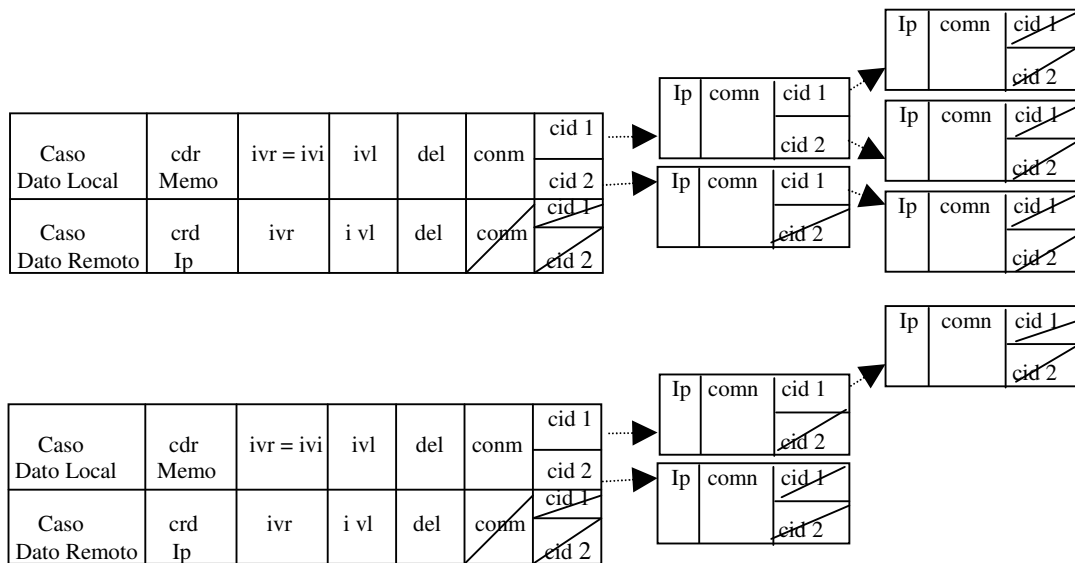 Ip comn cid 1
cid 2
Ip comn cid 1
cid 2
Ip comn cid 1
cid 2
Caso cdr ivr = ivi ivl del conm cid 1
Dato Local Memo cid 2
Ip comn cid 1
cid 2
Ip comn cid 1
cid 2
Caso crd ivr i vl del conm cid 1
Dato Remoto Ip cid 2
Ip comn cid 1
cid 2
Ip comn cid 1
cid 2
Caso cdr ivr = ivi ivl del conm cid 1
Dato Local Memo cid 2
Ip comn cid 1
cid 2
Caso crd ivr i vl del conm cid 1
Dato Remoto Ip cid 2